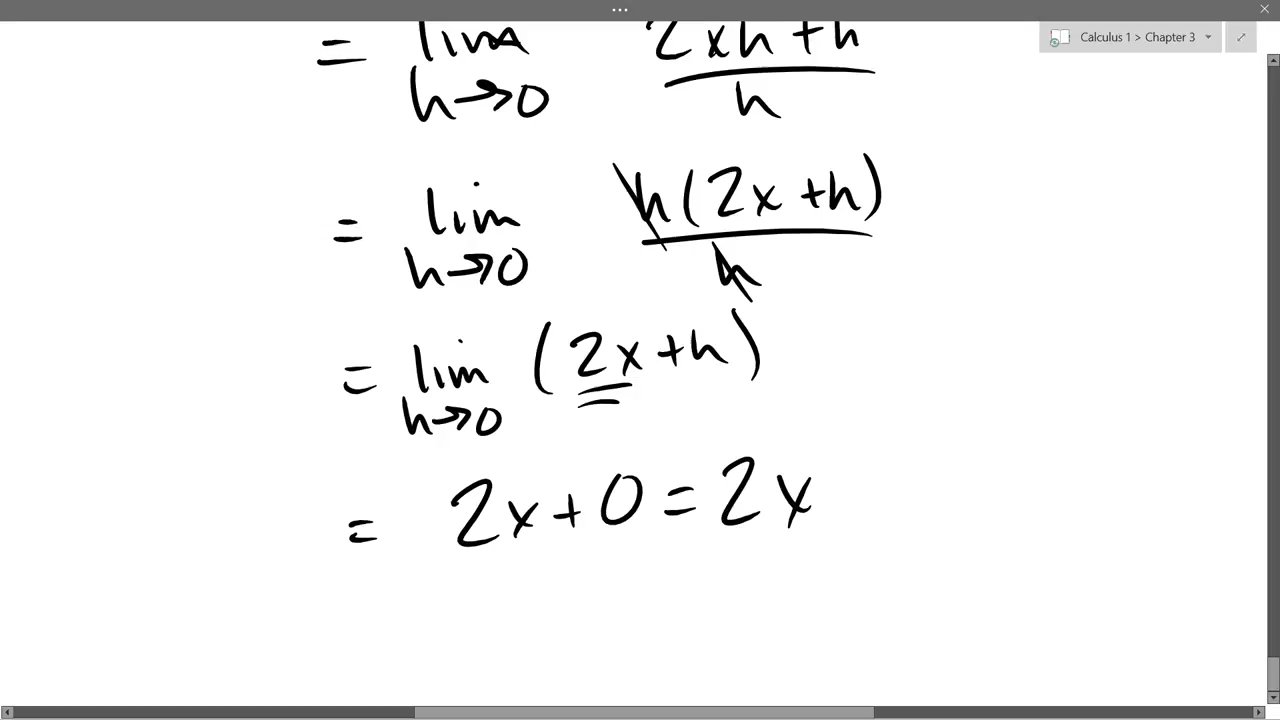 Calculus 1 > Chapter 3
= lim 2xh + h
h→0 h
= lim h(2x + h)
h→0 h
= lim (2x + h)
h→0
= 2x + 0 = 2x